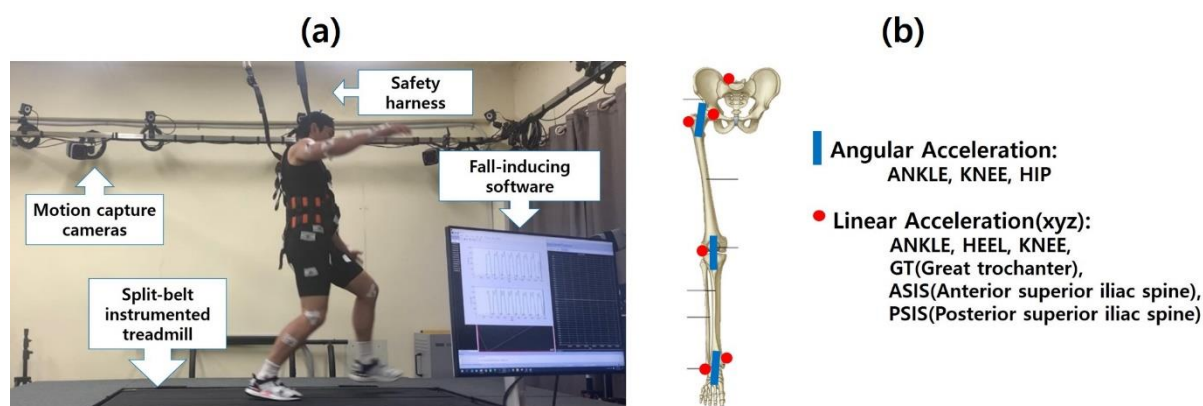 (a)
Safety
harness
Fall-inducing
software
Motion capture
cameras
Split-belt
instrumented
treadmill
(b)
Angular Acceleration:
ANKLE, KNEE, HIP
Linear Acceleration(xyz):
ANKLE, HEEL, KNEE,
GT(Great trochanter),
ASIS(Anterior superior iliac spine),
PSIS(Posterior superior iliac spine)